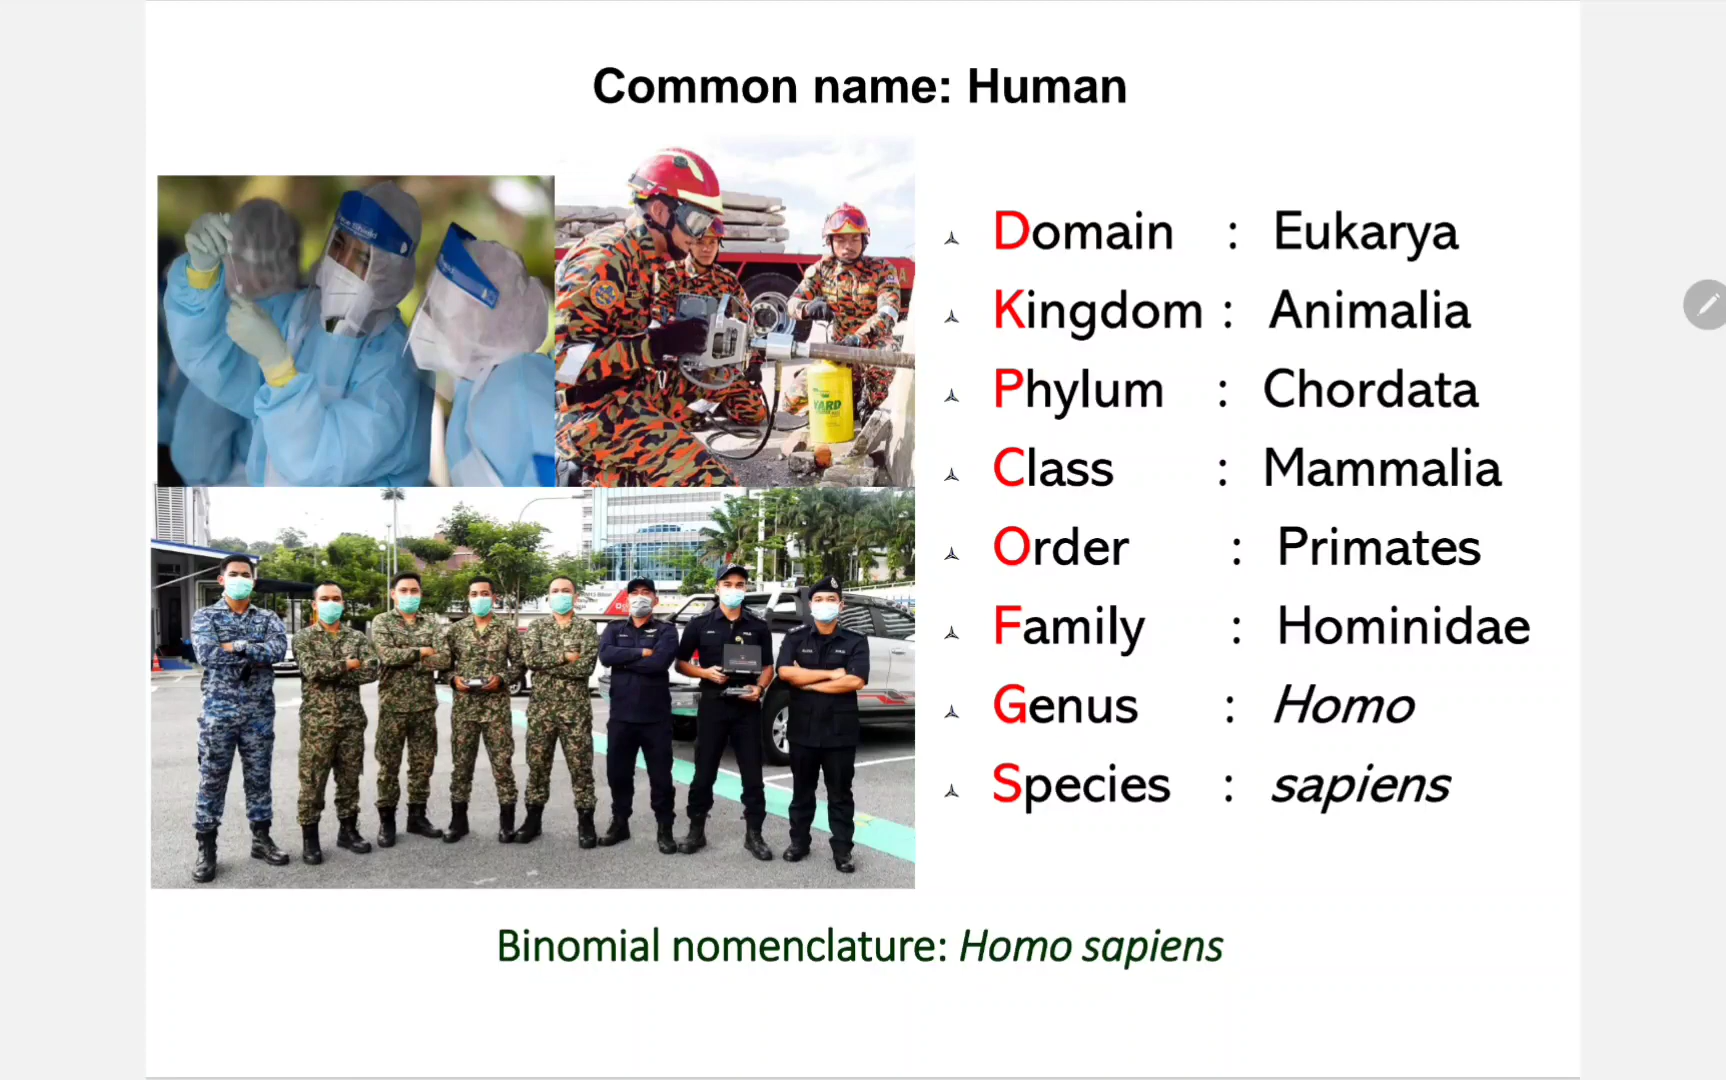 Common name: Human
Domain : Eukarya
Kingdom : Animalia
Phylum : Chordata
Class : Mammalia
Order : Primates
Family : Hominidae
Genus : Homo
Species : sapiens
YARD
Binomial nomenclature: Homo sapiens